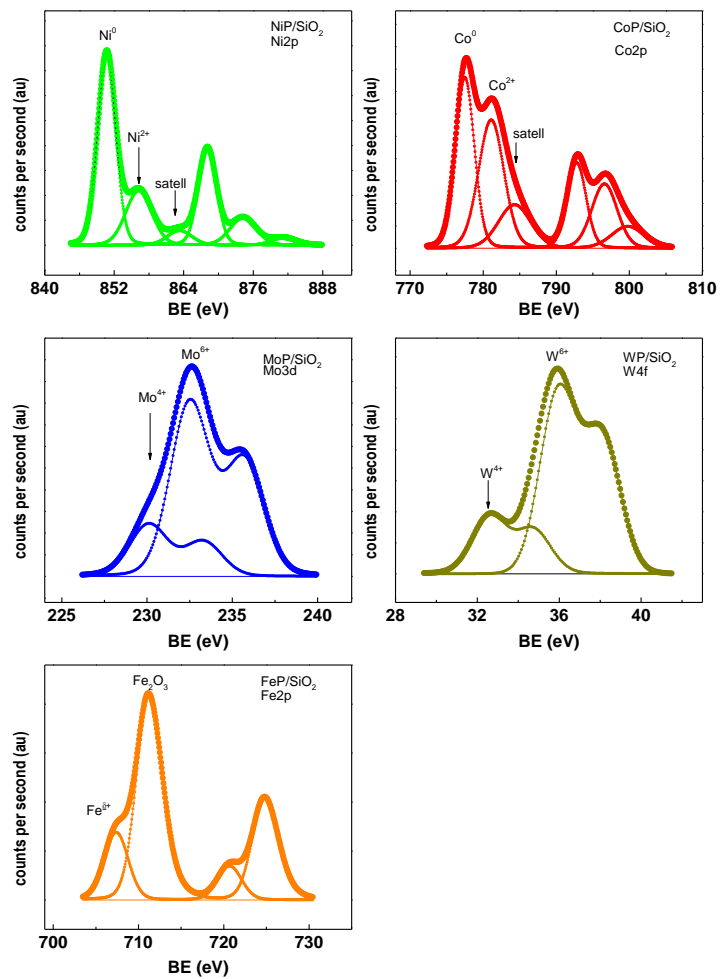 Ni⁰
NiP/SiO₂
Ni2p
Ni²⁺
satell
counts per second (au)
840 852 864 876 888
BE (eV)
Co⁰
CoP/SiO₂
Co2p
Co²⁺
satell
counts per second (au)
770 780 790 800 810
BE (eV)
Mo⁶⁺
MoP/SiO₂
Mo3d
Mo⁴⁺
counts per second (au)
225 230 235 240
BE (eV)
W⁶⁺
WP/SiO₂
W4f
W⁴⁺
counts per second (au)
28 32 36 40
BE (eV)
Fe₂O₃
FeP/SiO₂
Fe2p
Fe^δ+
counts per second (au)
700 710 720 730
BE (eV)